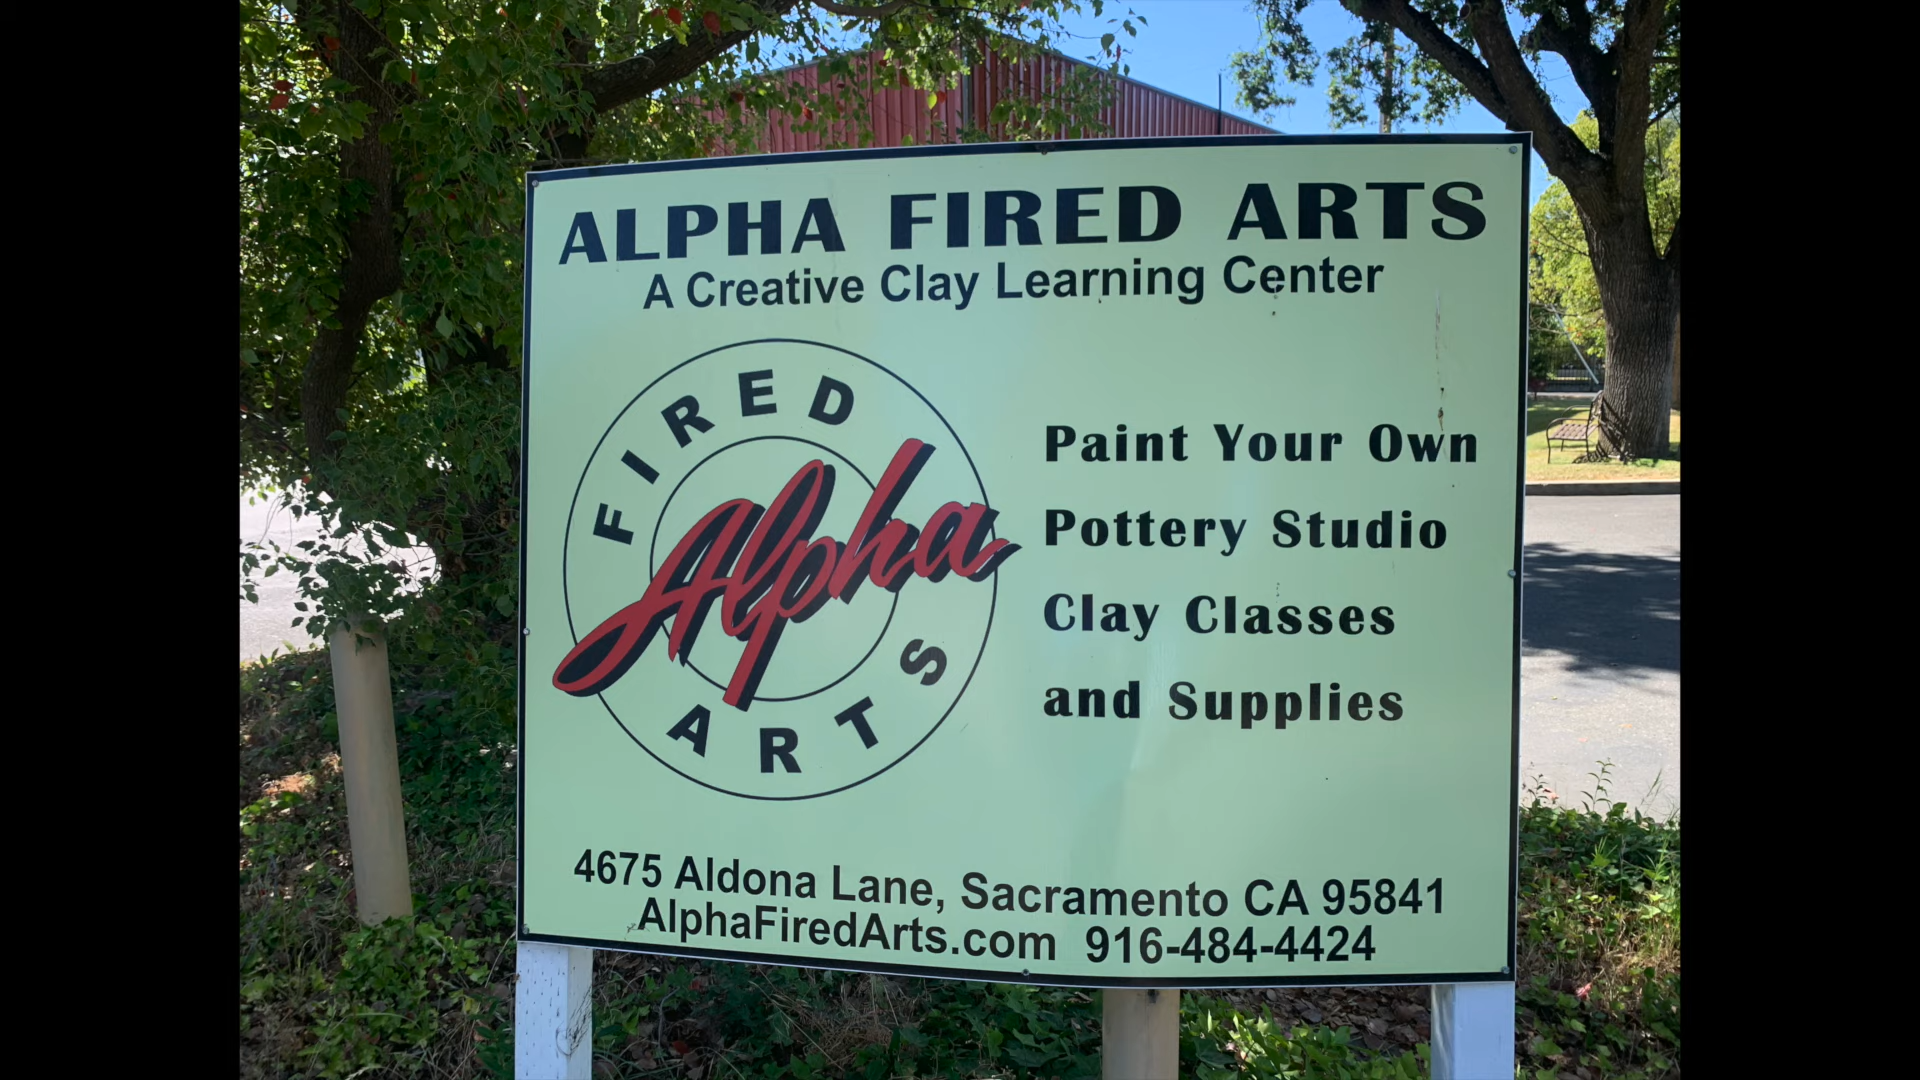 ALPHA FIRED ARTS
A Creative Clay Learning Center
FIRED
Alpha
ARTS
Paint Your Own
Pottery Studio
Clay Classes
and Supplies
4675 Aldona Lane, Sacramento CA 95841
AlphaFiredArts.com 916-484-4424